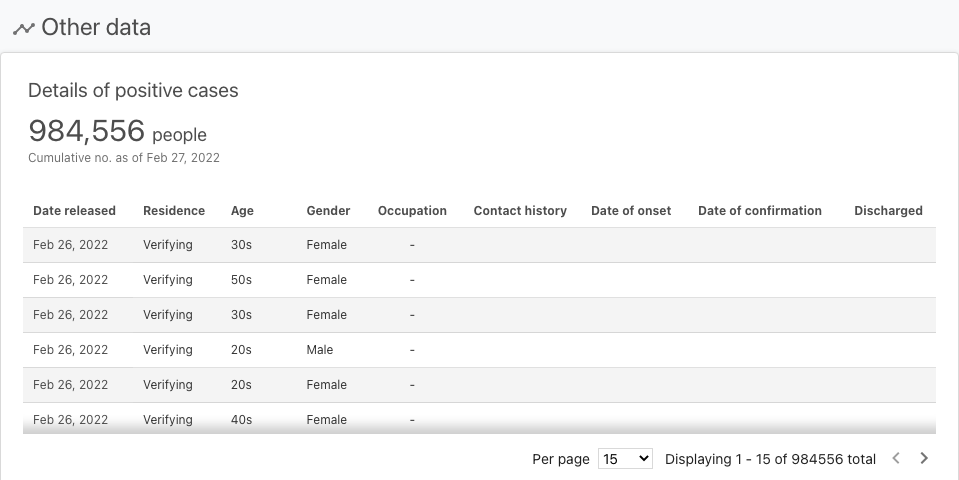 Other data
Details of positive cases
984,556 people
Cumulative no. as of Feb 27, 2022
Date released Residence Age Gender Occupation Contact history Date of onset Date of confirmation Discharged
Feb 26, 2022 Verifying 30s Female -
Feb 26, 2022 Verifying 50s Female -
Feb 26, 2022 Verifying 30s Female -
Feb 26, 2022 Verifying 20s Male -
Feb 26, 2022 Verifying 20s Female -
Feb 26, 2022 Verifying 40s Female -
Per page 15 Displaying 1 - 15 of 984556 total